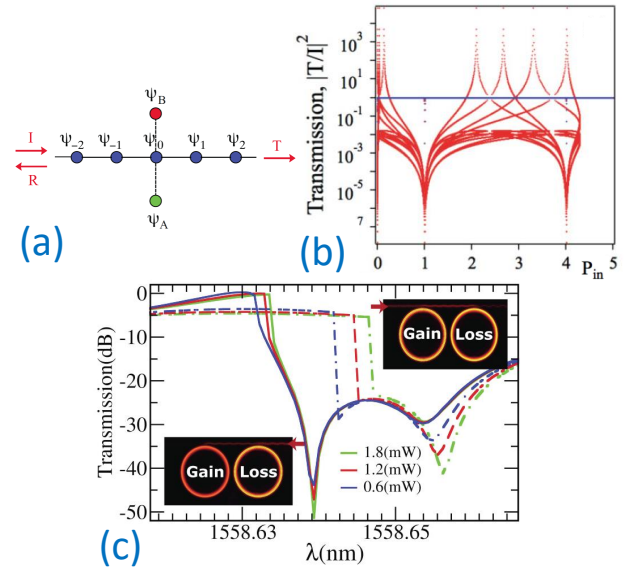 (a)
ψB
I
ψ-2 ψ-1 ψ0 ψ1 ψ2
T
R
ψA
(b)
Transmission, |T/I|²
10³
10¹
10⁻¹
10⁻³
10⁻⁵
7
0 1 2 3 4 5
Pin
(c)
Transmission(dB)
0
-10
-20
-30
-40
-50
Gain Loss
Gain Loss
1.8(mW)
1.2(mW)
0.6(mW)
1558.63 1558.65
λ(nm)